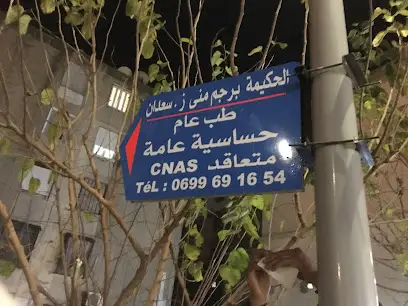 الحكيمة برجم منى ز. سعدان
طب عام
حساسية عامة
متعاقد CNAS
TéL : 0699 69 16 54